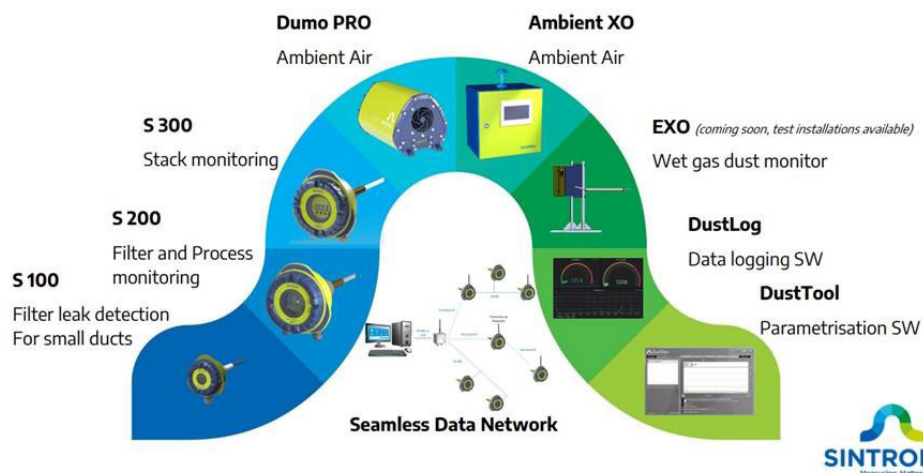 Dumo PRO
Ambient Air
Ambient XO
Ambient Air
S 300
Stack monitoring
EXO (coming soon, test installations available)
Wet gas dust monitor
S 200
Filter and Process
monitoring
DustLog
Data logging SW
S 100
Filter leak detection
For small ducts
DustTool
Parametrisation SW
Seamless Data Network
SINTRO